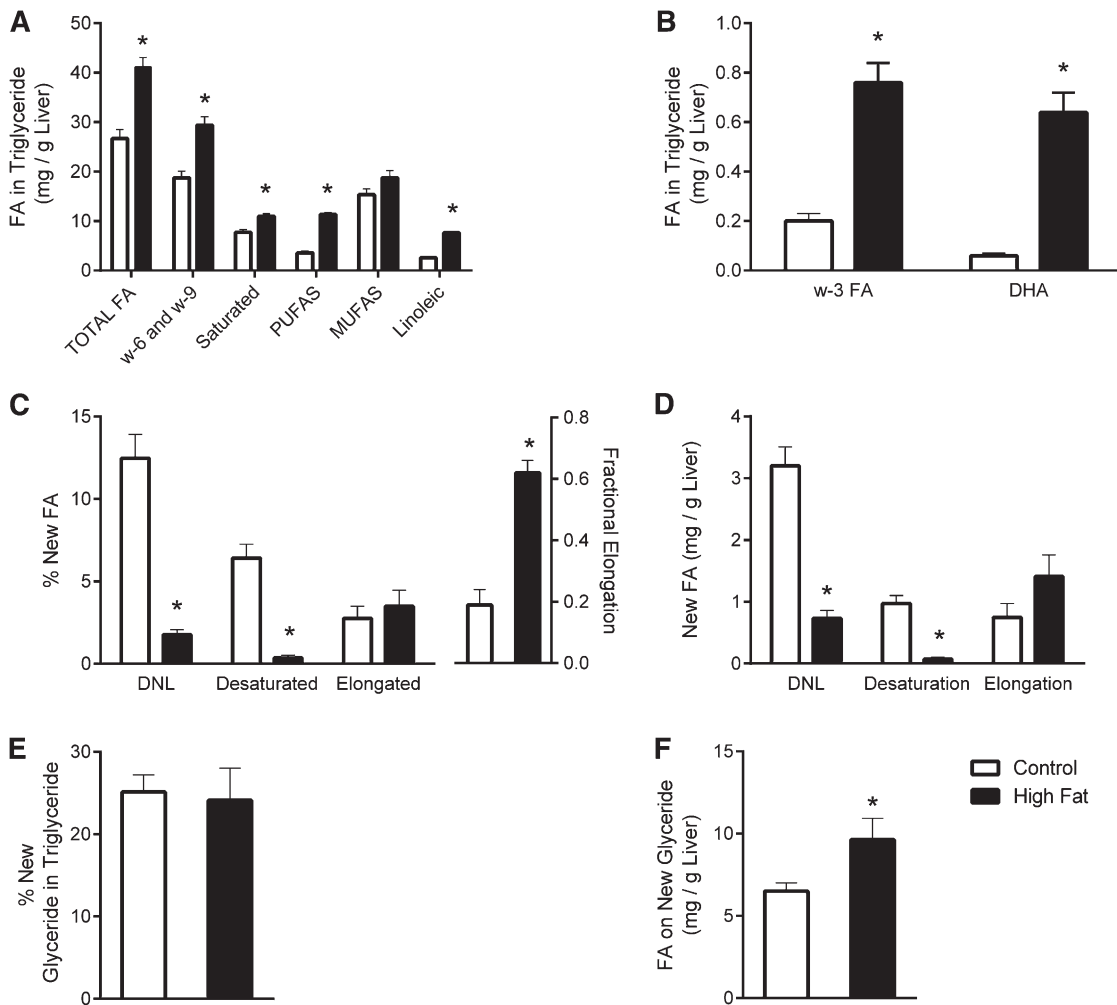 A
FA in Triglyceride
(mg / g Liver)
50
40
30
20
10
0
*
*
*
*
*
TOTAL FA
w-6 and w-9
Saturated
PUFAS
MUFAS
Linoleic
B
FA in Triglyceride
(mg / g Liver)
1.0
0.8
0.6
0.4
0.2
0.0
*
*
w-3 FA
DHA
C
% New FA
15
10
5
0
*
*
DNL
Desaturated
Elongated
*
0.8
0.6
0.4
0.2
0.0
Fractional Elongation
D
New FA (mg / g Liver)
4
3
2
1
0
*
*
DNL
Desaturation
Elongation
E
% New
Glyceride in Triglyceride
30
20
10
0
F
FA on New Glyceride
(mg / g Liver)
15
10
5
0
*
Control
High Fat